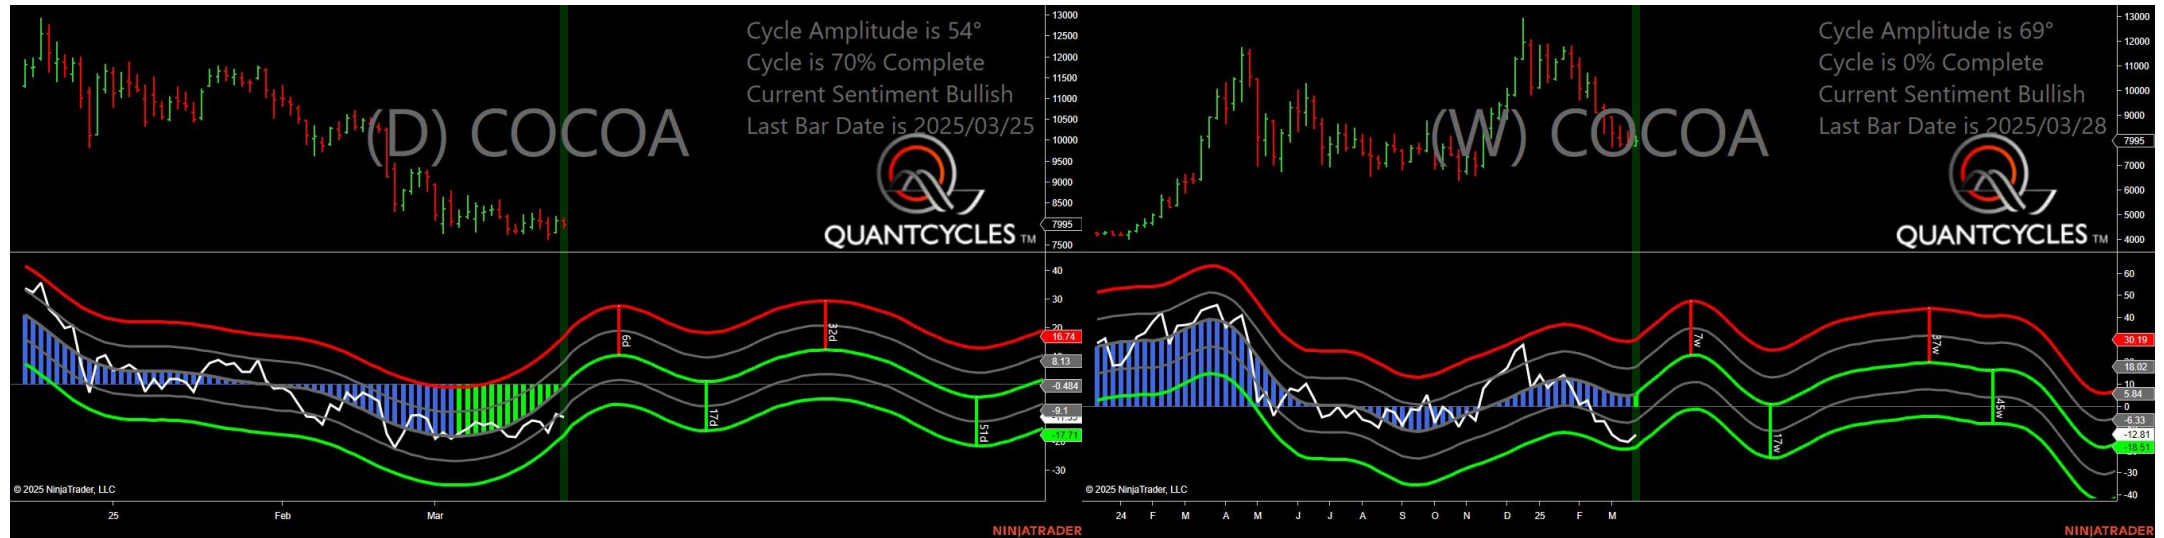 Cycle Amplitude is 54°
Cycle is 70% Complete
Current Sentiment Bullish
Last Bar Date is 2025/03/25
(D) COCOA
QUANTCYCLES TM
13000
12500
12000
11500
11000
10500
10000
9500
9000
8500
7995
7500
40
30
20
16.74
8.13
-0.484
-9.1
-17.71
-30
6d
17d
32d
51d
© 2025 NinjaTrader, LLC
25 Feb Mar
NINJATRADER
Cycle Amplitude is 69°
Cycle is 0% Complete
Current Sentiment Bullish
Last Bar Date is 2025/03/28
(W) COCOA
QUANTCYCLES TM
13000
12000
11000
10000
9000
7995
7000
6000
5000
4000
60
50
40
30.19
18.02
10
5.84
0
-6.33
-12.81
-18.51
-30
-40
7w
17w
37w
45w
© 2025 NinjaTrader, LLC
24 F M A M J J A S O N D 25 F M
NINJATRADER